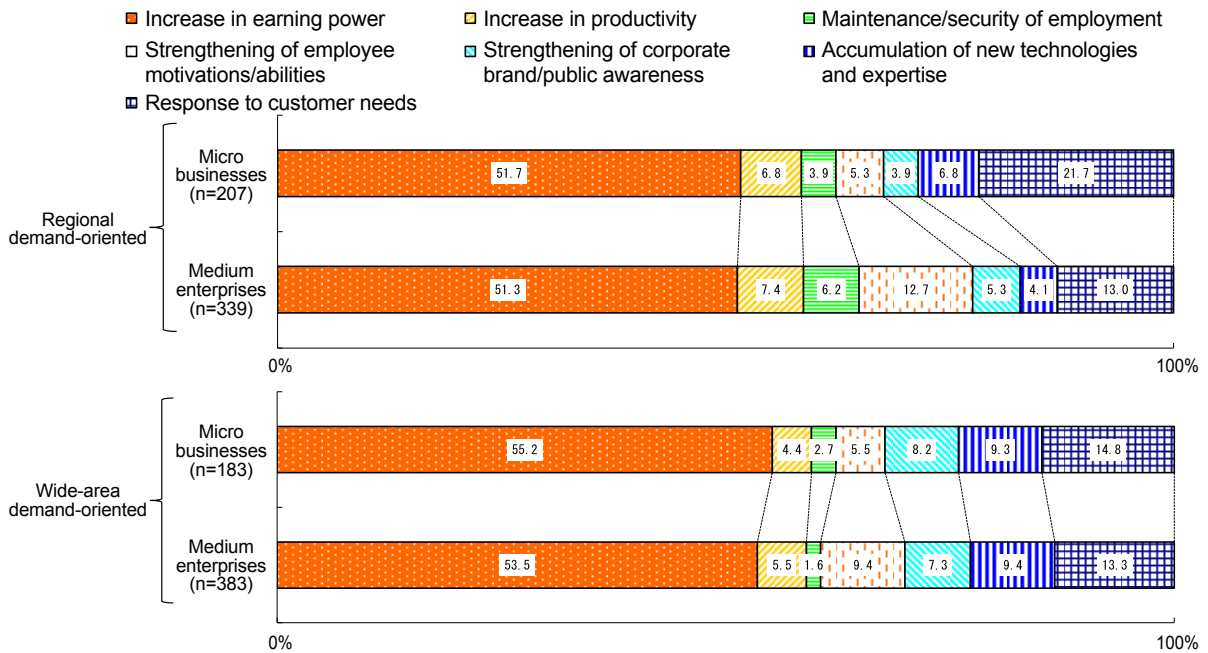 Increase in earning power
Increase in productivity
Maintenance/security of employment
Strengthening of employee
motivations/abilities
Strengthening of corporate
brand/public awareness
Accumulation of new technologies
and expertise
Response to customer needs
Regional
demand-oriented
Micro
businesses
(n=207)
51.7 6.8 3.9 5.3 3.9 6.8 21.7
Medium
enterprises
(n=339)
51.3 7.4 6.2 12.7 5.3 4.1 13.0
0% 100%
Wide-area
demand-oriented
Micro
businesses
(n=183)
55.2 4.4 2.7 5.5 8.2 9.3 14.8
Medium
enterprises
(n=383)
53.5 5.5 1.6 9.4 7.3 9.4 13.3
0% 100%